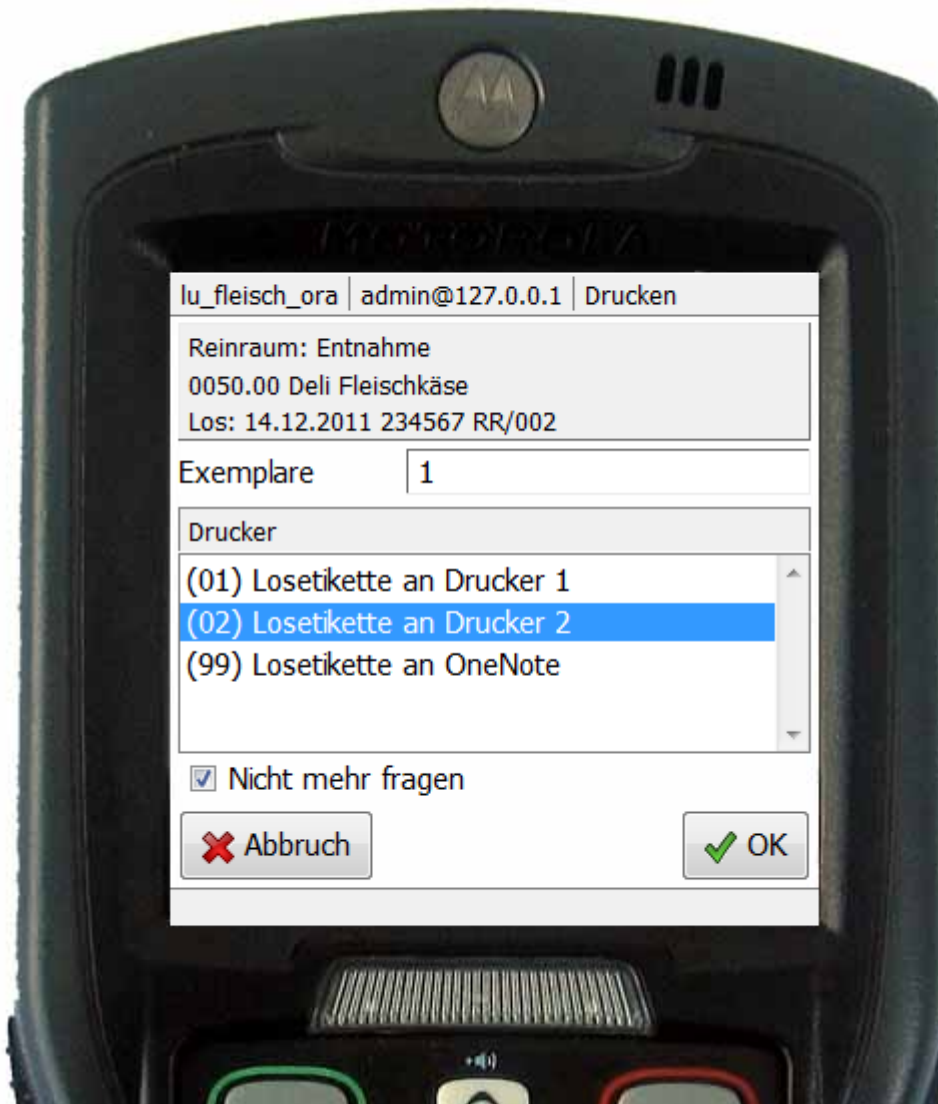 MOTOROLA
lu_fleisch_ora admin@127.0.0.1 Drucken
Reinraum: Entnahme
0050.00 Deli Fleischkäse
Los: 14.12.2011 234567 RR/002
Exemplare 1
Drucker
(01) Losetikette an Drucker 1
(02) Losetikette an Drucker 2
(99) Losetikette an OneNote
Nicht mehr fragen
Abbruch OK